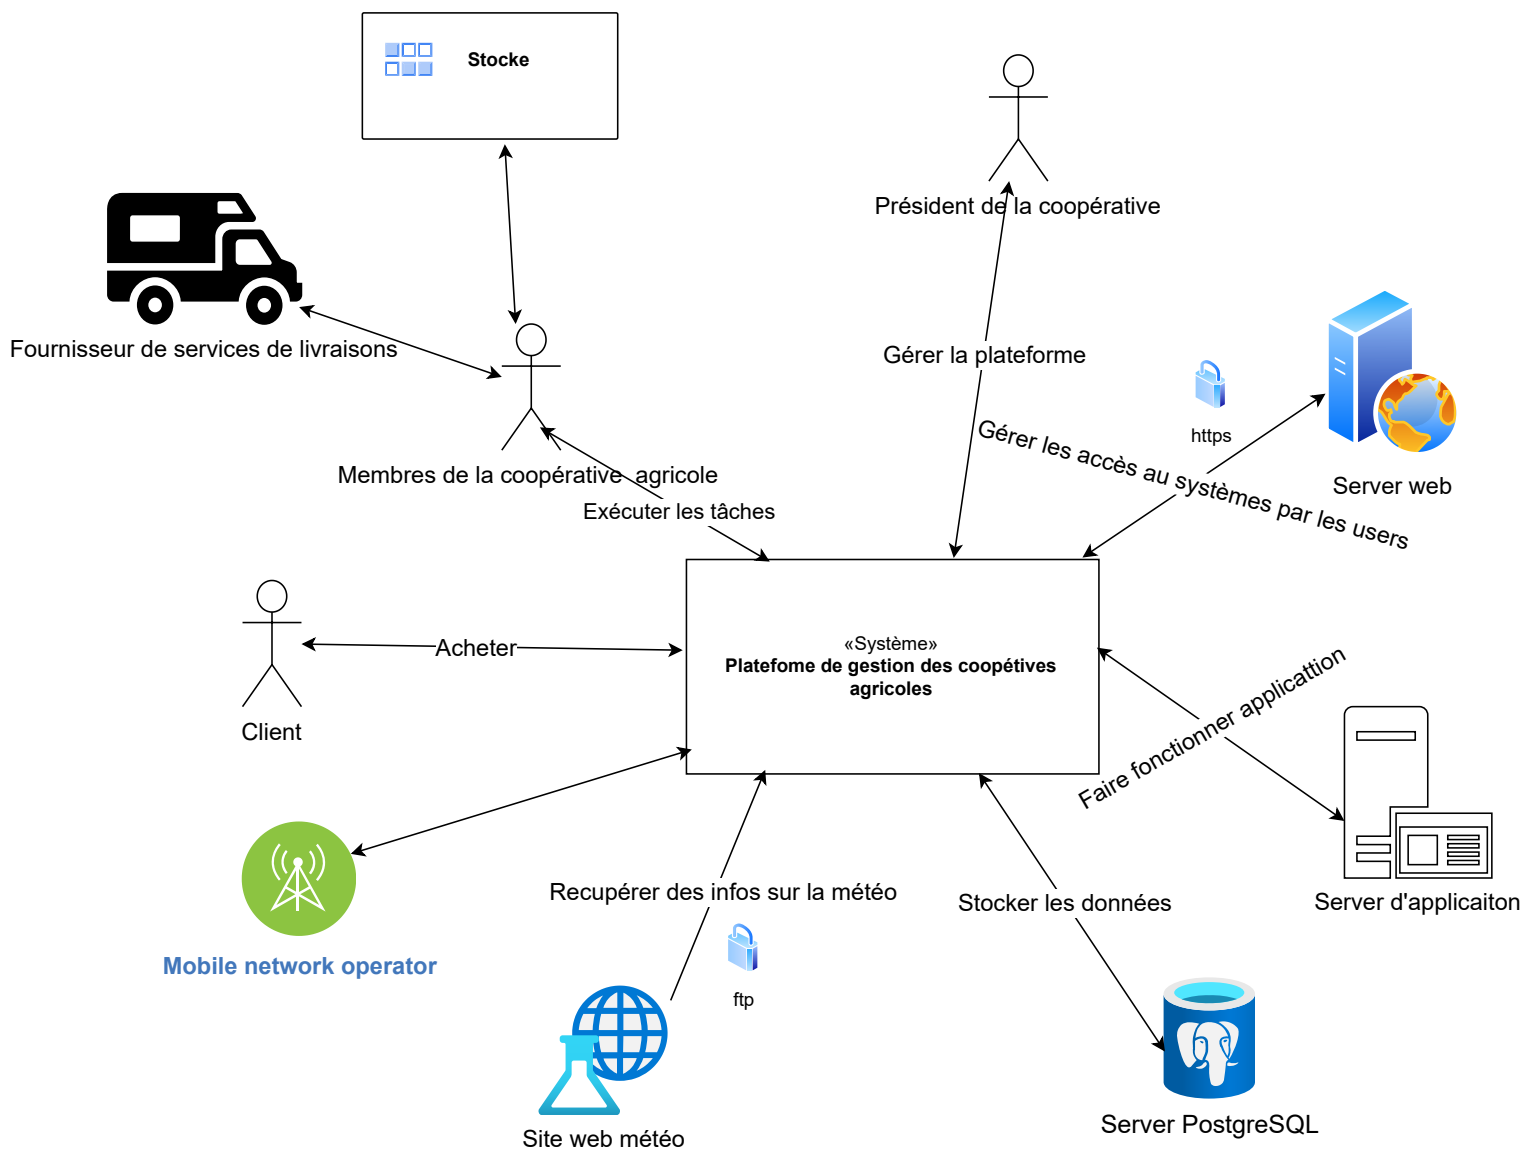 Stocke
Président de la coopérative
Fournisseur de services de livraisons
Gérer la plateforme
https
Gérer les accès au systèmes par les users
Server web
Membres de la coopérative  agricole
Exécuter les tâches
Acheter
«Système»
Platefome de gestion des coopétives
agricoles
Client
Faire fonctionner applicattion
Recupérer des infos sur la météo
Stocker les données
Server d'applicaiton
Mobile network operator
ftp
Site web météo
Server PostgreSQL